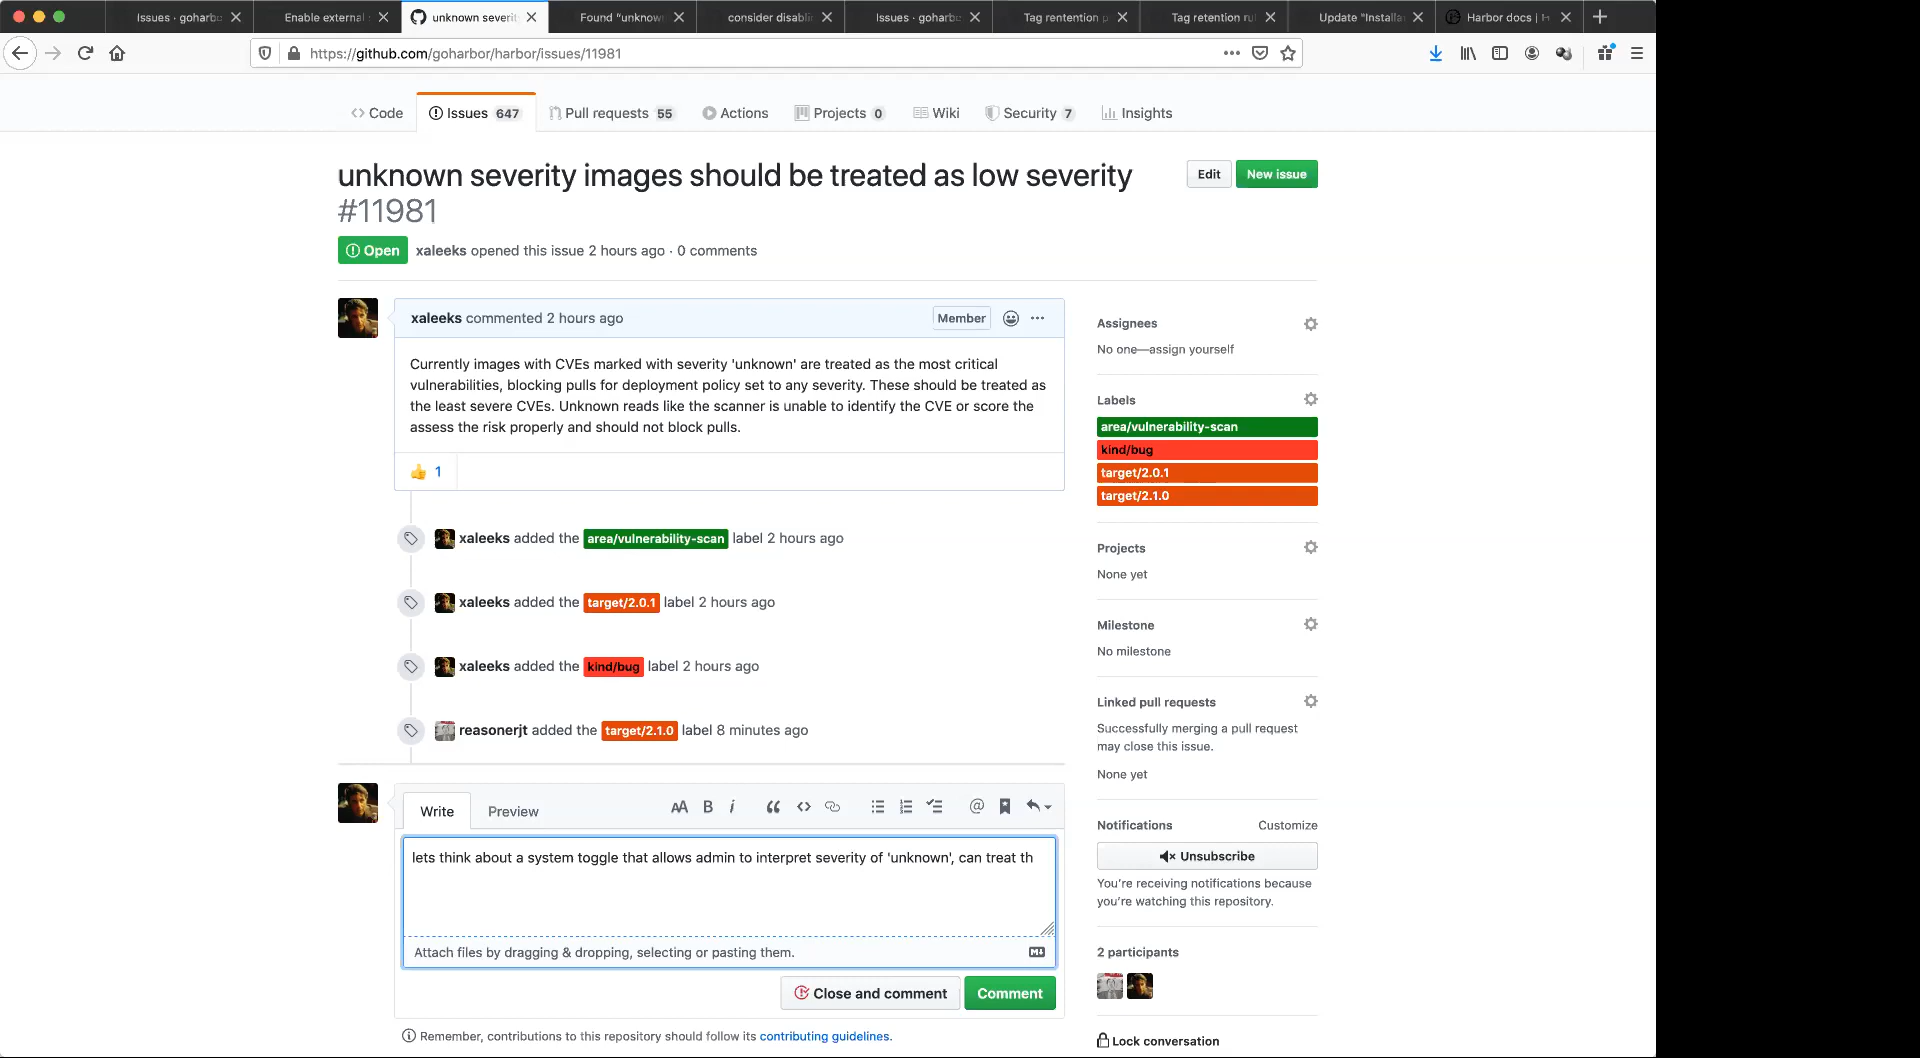 Issues · goharbo
Enable external s
unknown severit
Found "unknow
consider disablin
Issues · goharbo
Tag rentention p
Tag retention ru
Update "Installa
Harbor docs | H
https://github.com/goharbor/harbor/issues/11981
Code
Issues 647
Pull requests 55
Actions
Projects 0
Wiki
Security 7
Insights
unknown severity images should be treated as low severity
#11981
Edit
New issue
Open
xaleeks opened this issue 2 hours ago · 0 comments
xaleeks commented 2 hours ago
Member
Currently images with CVEs marked with severity 'unknown' are treated as the most critical
vulnerabilities, blocking pulls for deployment policy set to any severity. These should be treated as
the least severe CVEs. Unknown reads like the scanner is unable to identify the CVE or score the
assess the risk properly and should not block pulls.
👍 1
xaleeks added the area/vulnerability-scan label 2 hours ago
xaleeks added the target/2.0.1 label 2 hours ago
xaleeks added the kind/bug label 2 hours ago
reasonerjt added the target/2.1.0 label 8 minutes ago
Write
Preview
AA B i
lets think about a system toggle that allows admin to interpret severity of 'unknown', can treat th
Attach files by dragging & dropping, selecting or pasting them.
Close and comment
Comment
Remember, contributions to this repository should follow its contributing guidelines.
Assignees
No one—assign yourself
Labels
area/vulnerability-scan
kind/bug
target/2.0.1
target/2.1.0
Projects
None yet
Milestone
No milestone
Linked pull requests
Successfully merging a pull request
may close this issue.
None yet
Notifications
Customize
Unsubscribe
You're receiving notifications because
you're watching this repository.
2 participants
Lock conversation